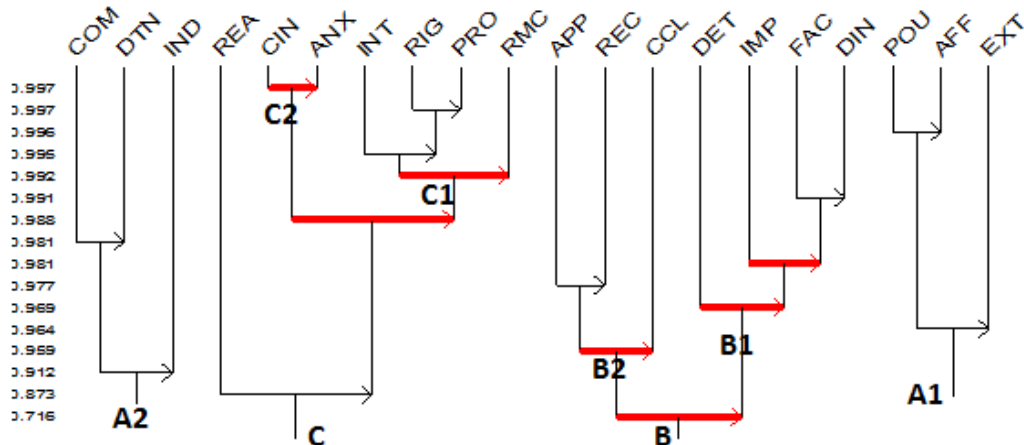 COM DTN IND REA CIN ANX INT RIG PRO RMC APP REC CCL DET IMP FAC DIN POU AFF EXT
0.997
C2
0.997
0.996
0.995
0.992
C1
0.991
0.988
0.981
0.981
0.977
0.969
0.964
B1
0.959
B2
0.912
0.873
A2
A1
0.716
C
B